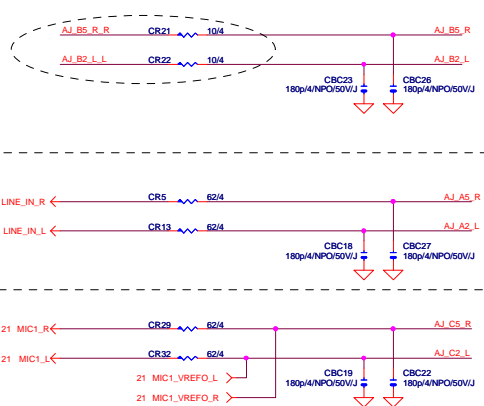 AJ_B5_R_R CR21 10/4 AJ_B5_R
AJ_B2_L_L CR22 10/4 AJ_B2_L
CBC23 CBC26
180p/4/NPO/50V/J 180p/4/NPO/50V/J
LINE_IN_R CR5 62/4 AJ_A5_R
LINE_IN_L CR13 62/4 AJ_A2_L
CBC18 CBC27
180p/4/NPO/50V/J 180p/4/NPO/50V/J
21 MIC1_R CR29 62/4 AJ_C5_R
21 MIC1_L CR32 62/4 AJ_C2_L
CBC19 CBC22
21 MIC1_VREFO_L 180p/4/NPO/50V/J 180p/4/NPO/50V/J
21 MIC1_VREFO_R